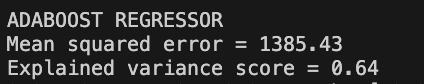 ADABOOST REGRESSOR
Mean squared error = 1385.43
Explained variance score = 0.64